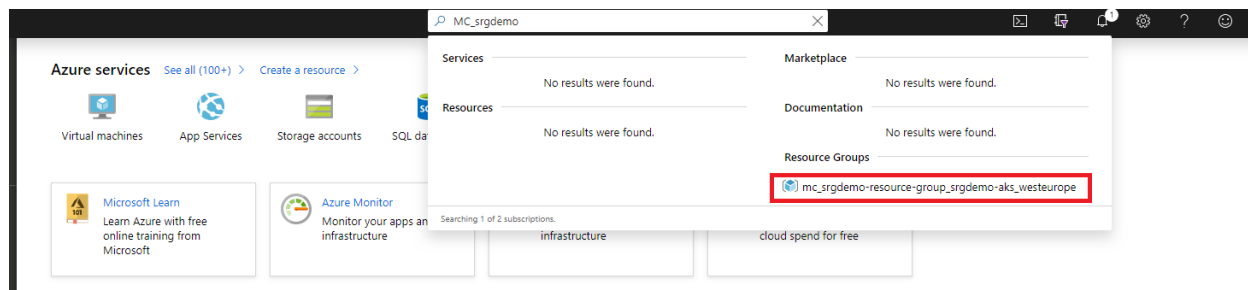 MC_srgdemo
1
Azure services See all (100+) > Create a resource >
Virtual machines
App Services
Storage accounts
SQL da
Services
No results were found.
Resources
No results were found.
Marketplace
No results were found.
Documentation
No results were found.
Resource Groups
mc_srgdemo-resource-group_srgdemo-aks_westeurope
Searching 1 of 2 subscriptions.
101
Microsoft Learn
Learn Azure with free
online training from
Microsoft
Azure Monitor
Monitor your apps an
infrastructure
infrastructure
cloud spend for free